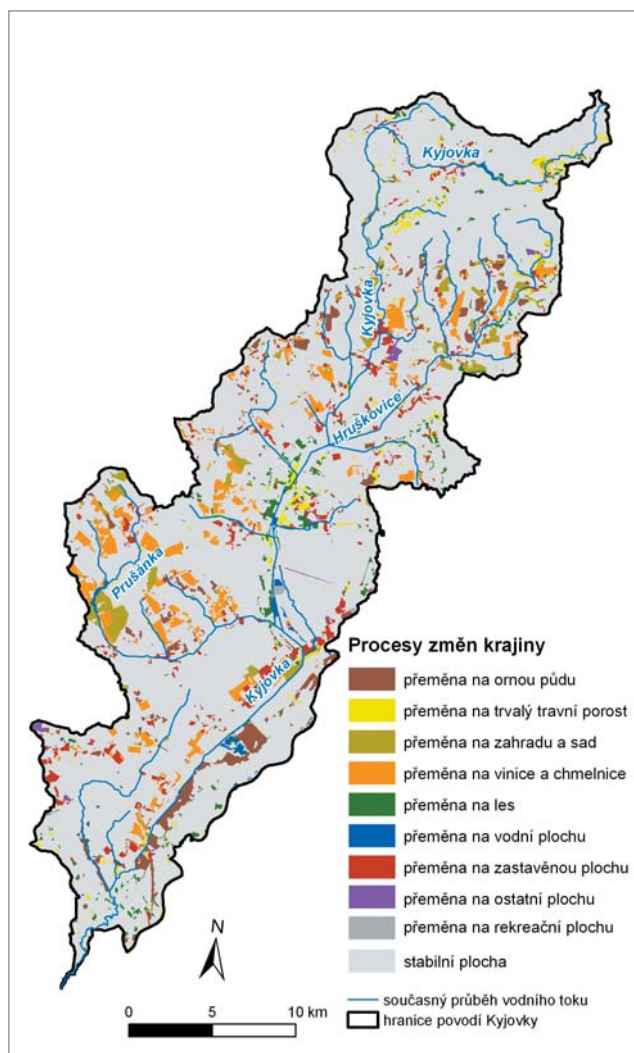 Kyjovka
Kyjovka
Hruškovice
Prušánka
Kyjovka
Procesy změn krajiny
přeměna na ornou půdu
přeměna na trvalý travní porost
přeměna na zahradu a sad
přeměna na vinice a chmelnice
přeměna na les
přeměna na vodní plochu
přeměna na zastavěnou plochu
přeměna na ostatní plochu
přeměna na rekreační plochu
stabilní plocha
současný průběh vodního toku
hranice povodí Kyjovky
N
0 5 10 km